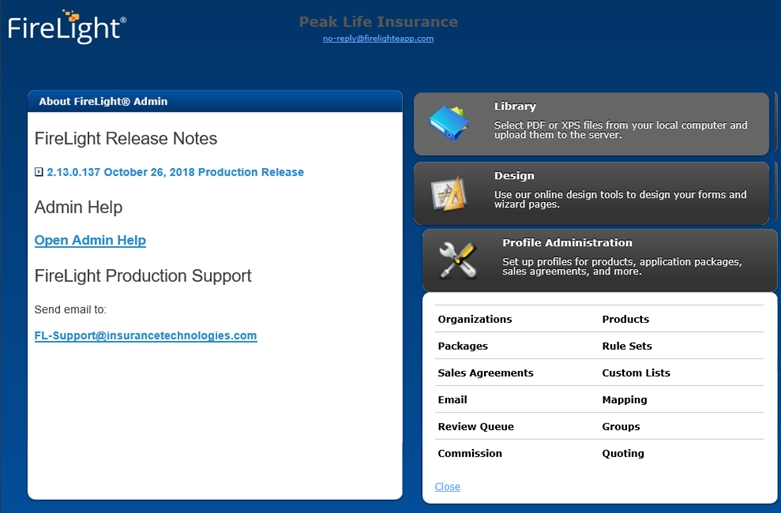 FireLight®
Peak Life Insurance
no-reply@firelighteapp.com
About FireLight® Admin
FireLight Release Notes
2.13.0.137 October 26, 2018 Production Release
Admin Help
Open Admin Help
FireLight Production Support
Send email to:
FL-Support@insurancetechnologies.com
Library
Select PDF or XPS files from your local computer and
upload them to the server.
Design
Use our online design tools to design your forms and
wizard pages.
Profile Administration
Set up profiles for products, application packages,
sales agreements, and more.
Organizations Products
Packages Rule Sets
Sales Agreements Custom Lists
Email Mapping
Review Queue Groups
Commission Quoting
Close